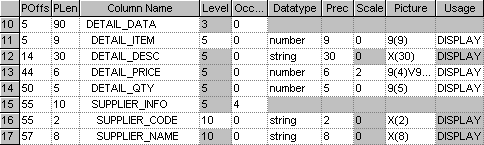 POffs PLen Column Name Level Occ... Datatype Prec Scale Picture Usage
10 5 90 DETAIL_DATA 3 0
11 5 9 DETAIL_ITEM 5 0 number 9 0 9(9) DISPLAY
12 14 30 DETAIL_DESC 5 0 string 30 0 X(30) DISPLAY
13 44 6 DETAIL_PRICE 5 0 number 6 2 9(4)V9... DISPLAY
14 50 5 DETAIL_QTY 5 0 number 5 0 9(5) DISPLAY
15 55 10 SUPPLIER_INFO 5 4
16 55 2 SUPPLIER_CODE 10 0 string 2 0 X(2) DISPLAY
17 57 8 SUPPLIER_NAME 10 0 string 8 0 X(8) DISPLAY